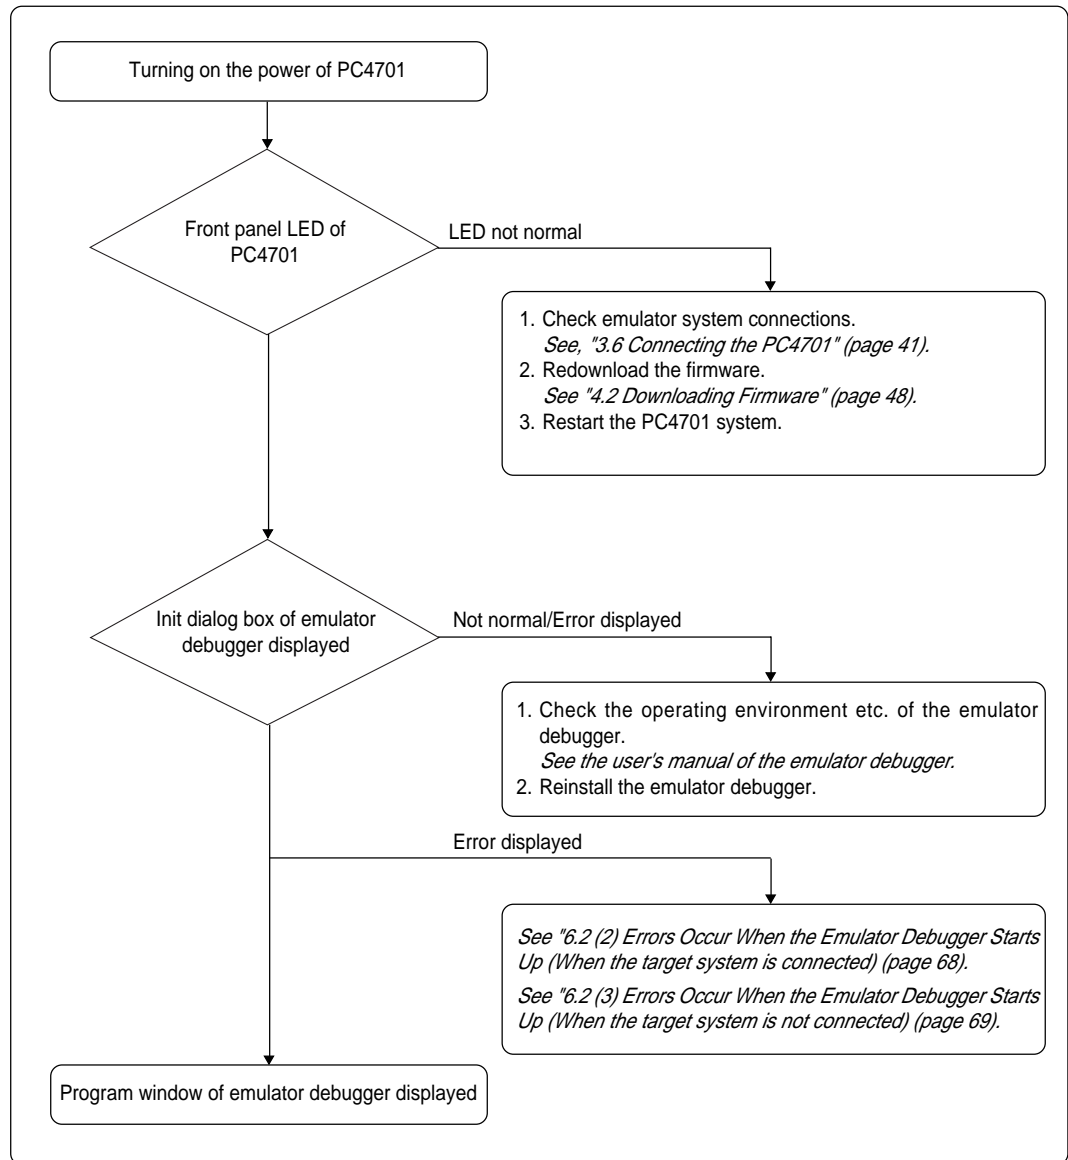 Turning on the power of PC4701
Front panel LED of
PC4701
LED not normal
1. Check emulator system connections.
See, "3.6 Connecting the PC4701" (page 41).
2. Redownload the firmware.
See "4.2 Downloading Firmware" (page 48).
3. Restart the PC4701 system.
Init dialog box of emulator
debugger displayed
Not normal/Error displayed
1. Check the operating environment etc. of the emulator
debugger.
See the user's manual of the emulator debugger.
2. Reinstall the emulator debugger.
Error displayed
See "6.2 (2) Errors Occur When the Emulator Debugger Starts
Up (When the target system is connected) (page 68).
See "6.2 (3) Errors Occur When the Emulator Debugger Starts
Up (When the target system is not connected) (page 69).
Program window of emulator debugger displayed